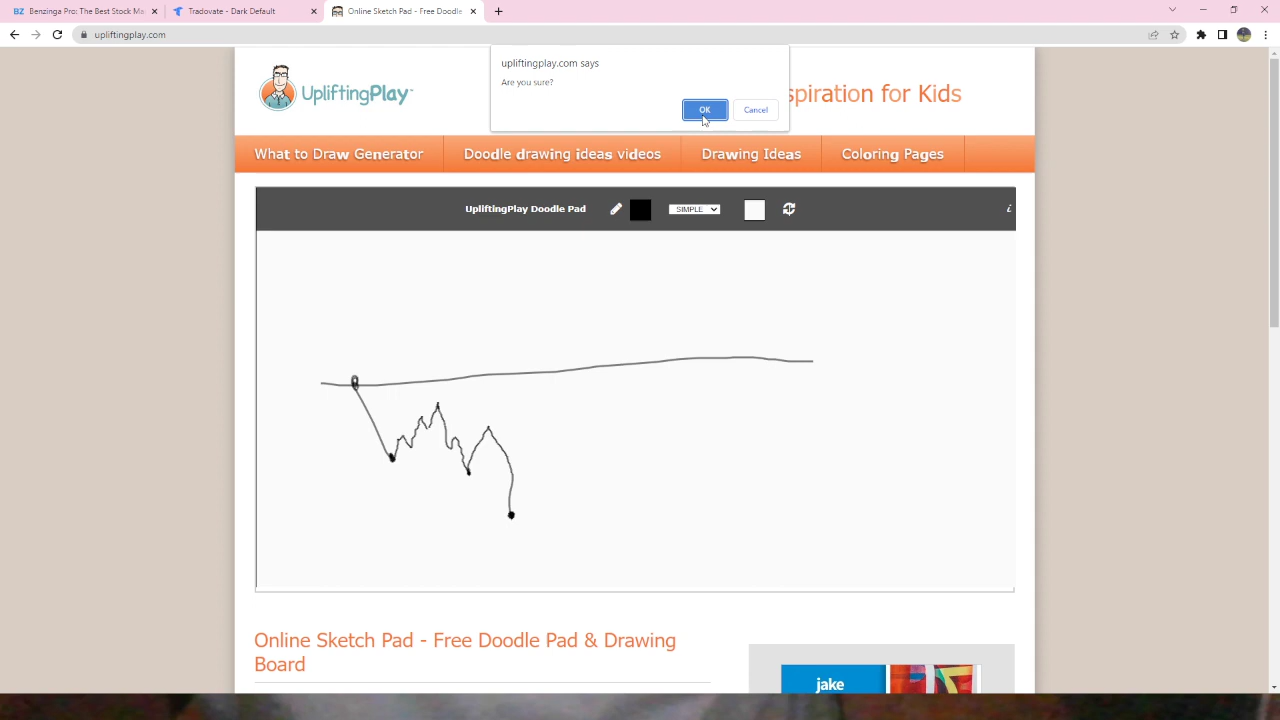 Benzinga Pro: The Best Stock Ma
Tradovate - Dark Default
Online Sketch Pad - Free Doodle
upliftingplay.com
upliftingplay.com says
Are you sure?
OK
Cancel
UpliftingPlay
spiration for Kids
What to Draw Generator
Doodle drawing ideas videos
Drawing Ideas
Coloring Pages
UpliftingPlay Doodle Pad
SIMPLE
i
Online Sketch Pad - Free Doodle Pad & Drawing
Board
jake